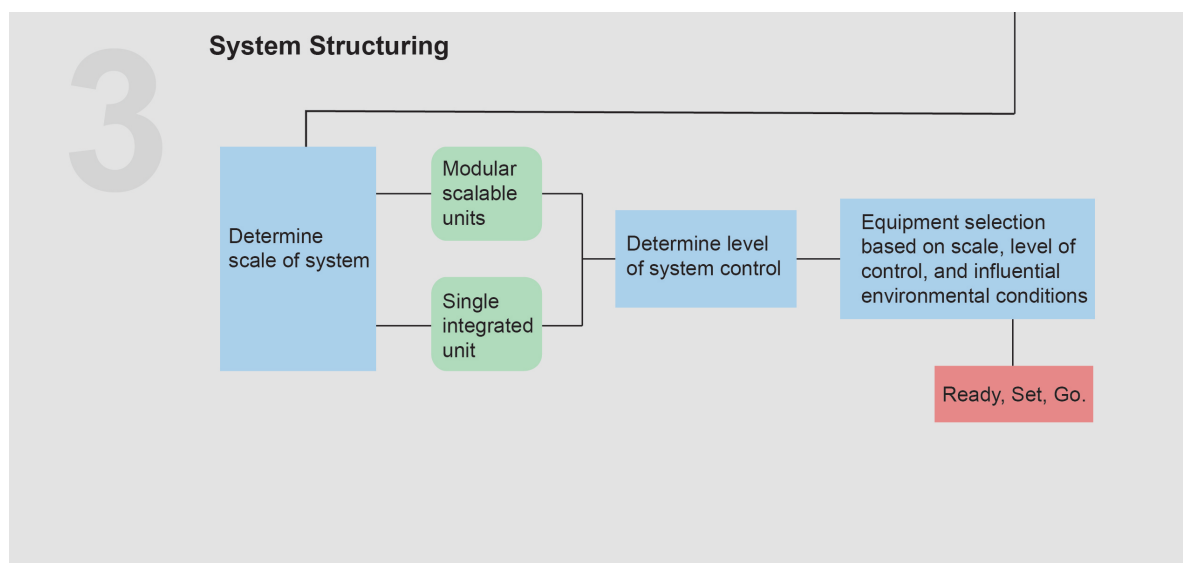 3
System Structuring
Determine
scale of system
Modular
scalable
units
Single
integrated
unit
Determine level
of system control
Equipment selection
based on scale, level of
control, and influential
environmental conditions
Ready, Set, Go.